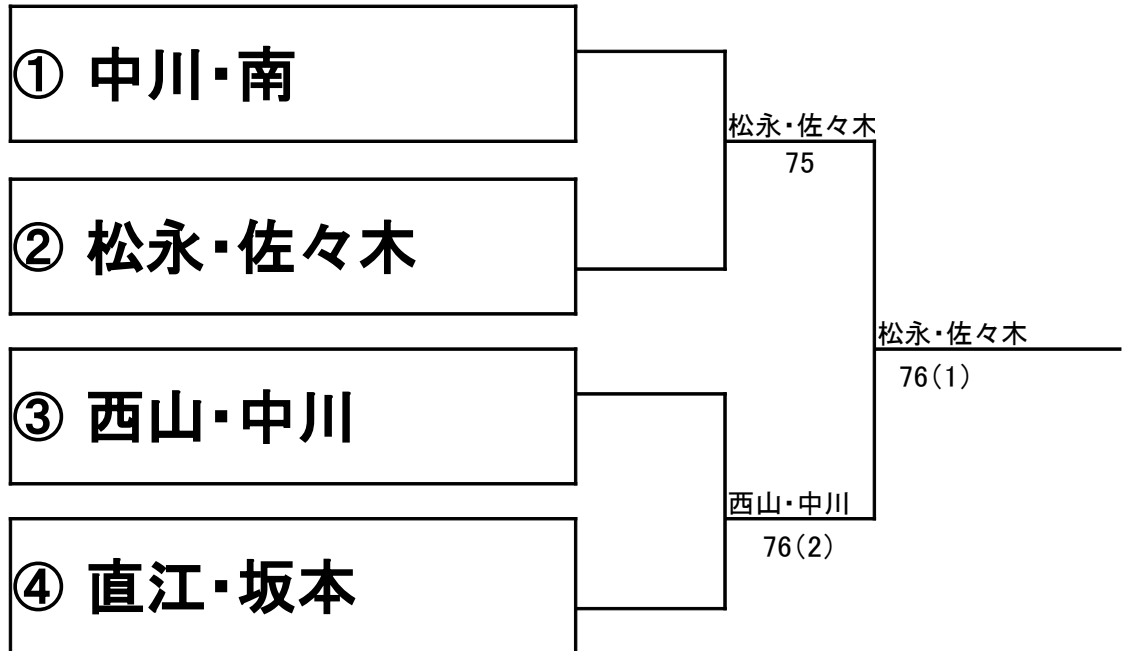 ① 中川・南
② 松永・佐々木
③ 西山・中川
④ 直江・坂本
松永・佐々木
75
西山・中川
76(2)
松永・佐々木
76(1)